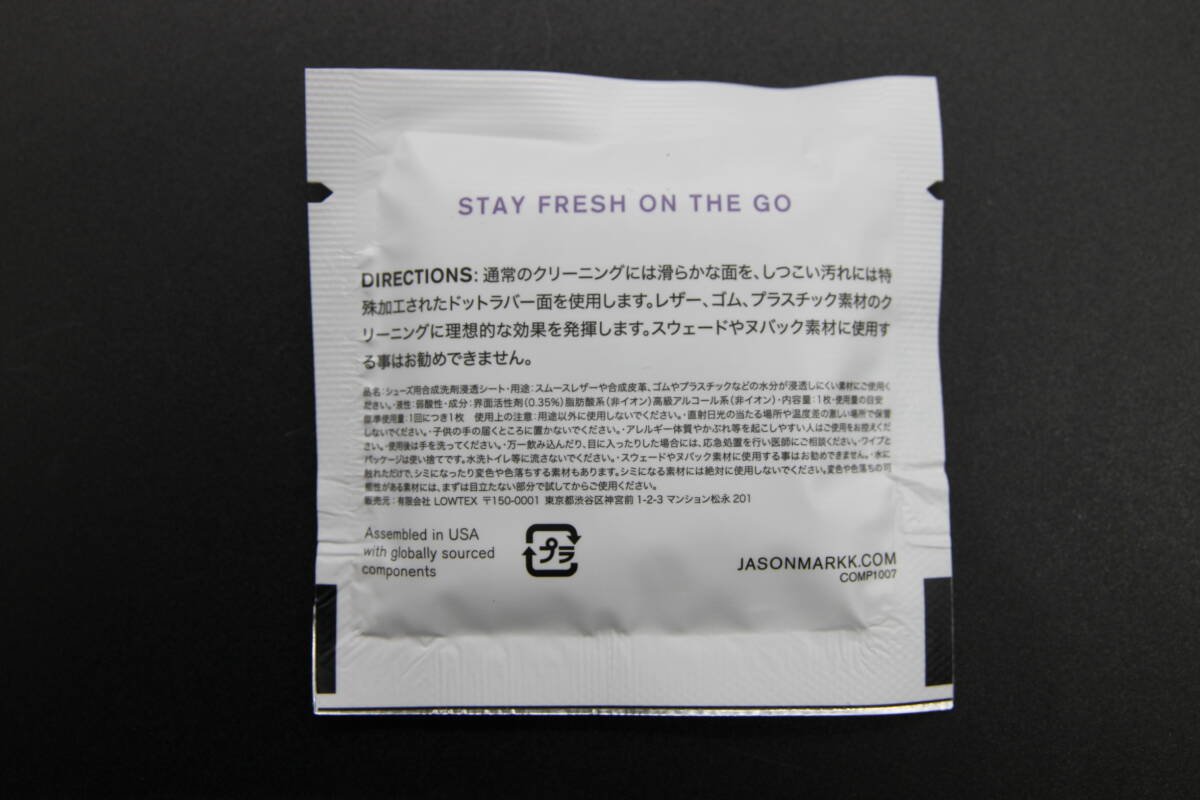 STAY FRESH ON THE GO
DIRECTIONS: 通常のクリーニングには滑らかな面を、しつこい汚れには特
殊加工されたドットラバー面を使用します。レザー、ゴム、プラスチック素材のク
リーニングに理想的な効果を発揮します。スウェードやヌバック素材に使用す
る事はお勧めできません。
品名：シューズ用合成洗剤浸透シート・用途：スムースレザーや合成皮革、ゴムやプラスチックなどの水分が浸透しにくい素材にご使用く
ださい。・液性：弱酸性・成分：界面活性剤（0.35%）脂肪酸系（非イオン）高級アルコール系（非イオン）・内容量：1枚・使用量の目安
標準使用量：1回につき1枚　使用上の注意：用途以外に使用しないでください。・直射日光の当たる場所や温度差の激しい場所で保管
しないでください。・子供の手の届くところに置かないでください。・アレルギー体質やかぶれ等を起こしやすい人はご使用をお控えくだ
さい。・使用後は手を洗ってください。・万一飲み込んだり、目に入ったりした場合には、応急処置を行い医師にご相談ください。・ワイプと
パッケージは使い捨てです。水洗トイレ等に流さないでください。・スウェードやヌバック素材に使用する事はお勧めできません。・水に
触れただけで、シミになったり変色や色落ちする素材もあります。シミになる素材には絶対に使用しないでください。変色や色落ちの可
能性がある素材には、まずは目立たない部分で試してからご使用ください。
販売元：有限会社 LOWTEX 〒150-0001 東京都渋谷区神宮前 1-2-3 マンション松永 201
Assembled in USA
with globally sourced
components
プラ
JASONMARKK.COM
COMP1007